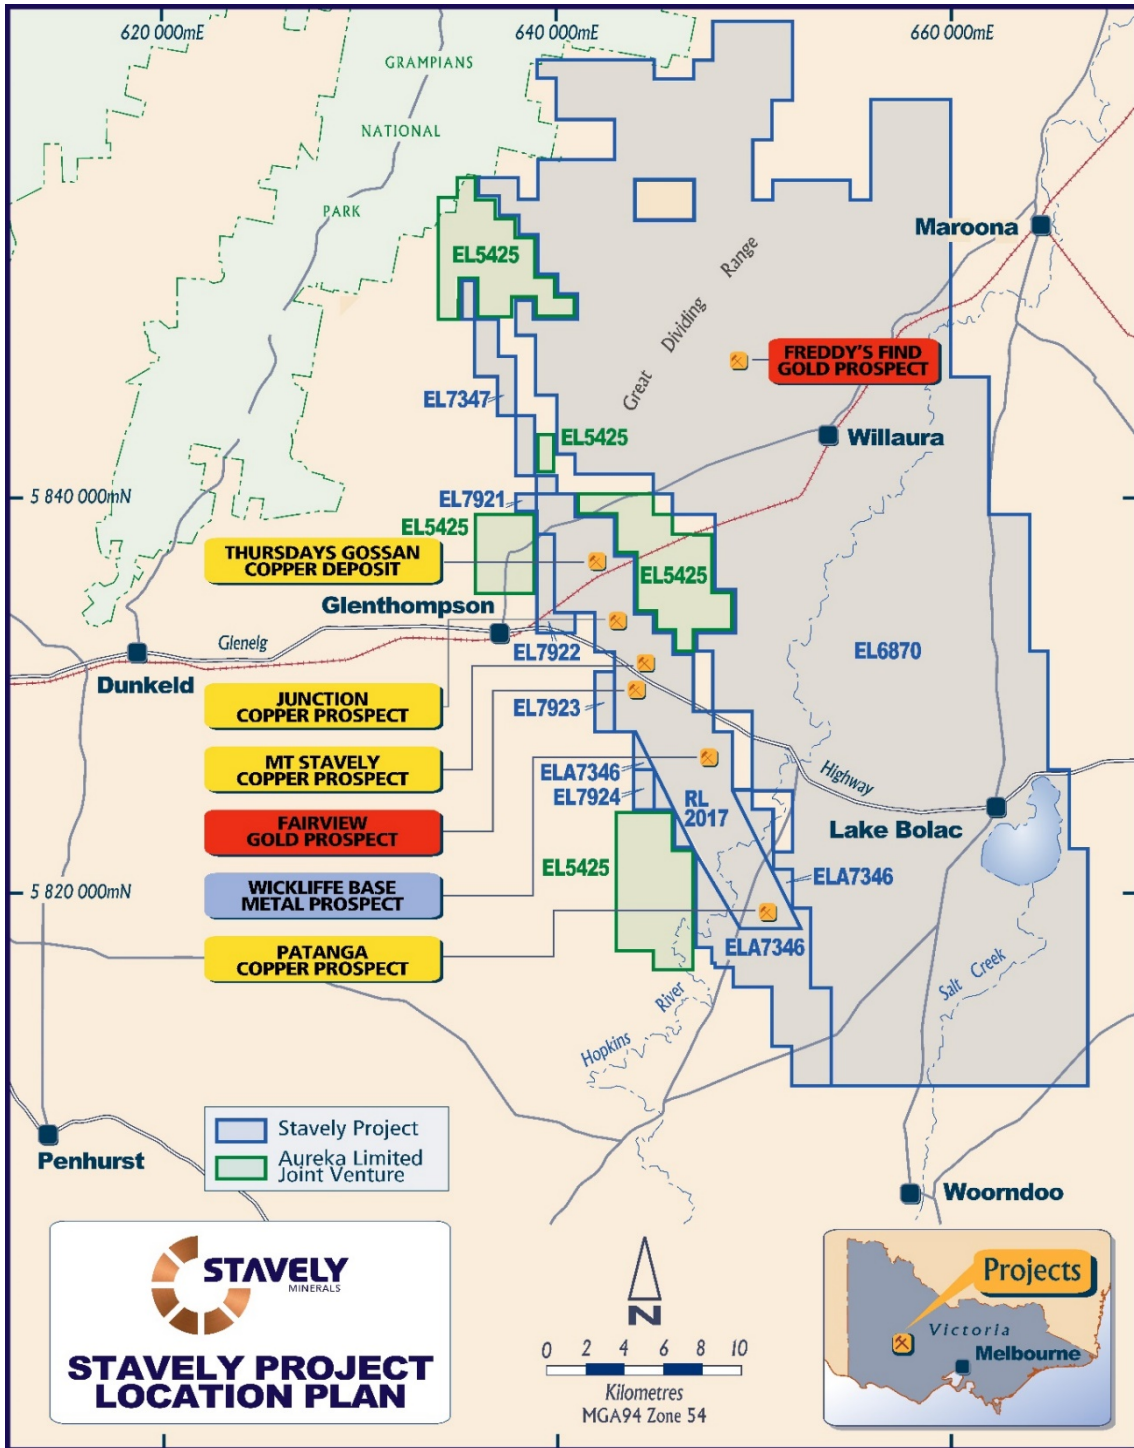 620 000mE
640 000mE
660 000mE
GRAMPIANS
NATIONAL
PARK
Maroona
EL5425
Great Dividing Range
FREDDY'S FIND
GOLD PROSPECT
EL7347
EL5425
Willaura
5 840 000mN
EL7921
EL5425
THURSDAYS GOSSAN
COPPER DEPOSIT
EL5425
Glenthompson
Glenelg
EL7922
EL6870
Dunkeld
JUNCTION
COPPER PROSPECT
EL7923
MT STAVELY
COPPER PROSPECT
ELA7346
EL7924
Highway
RL
2017
FAIRVIEW
GOLD PROSPECT
Lake Bolac
EL5425
ELA7346
5 820 000mN
WICKLIFFE BASE
METAL PROSPECT
PATANGA
COPPER PROSPECT
ELA7346
Salt Creek
Hopkins River
Stavely Project
Aureka Limited
Joint Venture
Penhurst
Woorndoo
STAVELY
MINERALS
STAVELY PROJECT
LOCATION PLAN
N
0 2 4 6 8 10
Kilometres
MGA94 Zone 54
Projects
Victoria
Melbourne